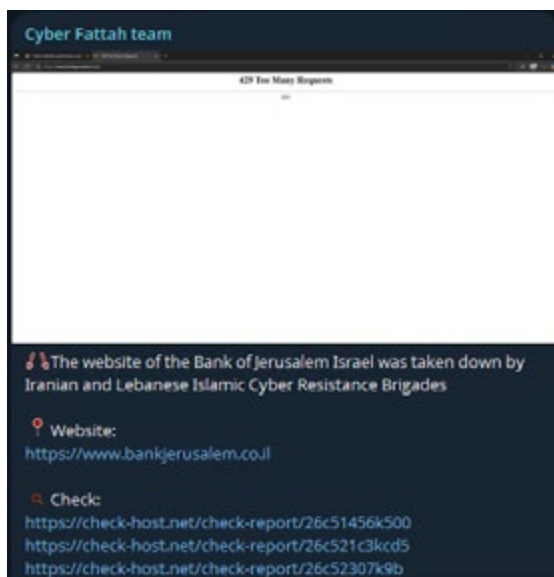 Cyber Fattah team
429 Too Many Requests
The website of the Bank of Jerusalem Israel was taken down by
Iranian and Lebanese Islamic Cyber Resistance Brigades
Website:
https://www.bankjerusalem.co.il
Check:
https://check-host.net/check-report/26c51456k500
https://check-host.net/check-report/26c521c3kcd5
https://check-host.net/check-report/26c52307k9b